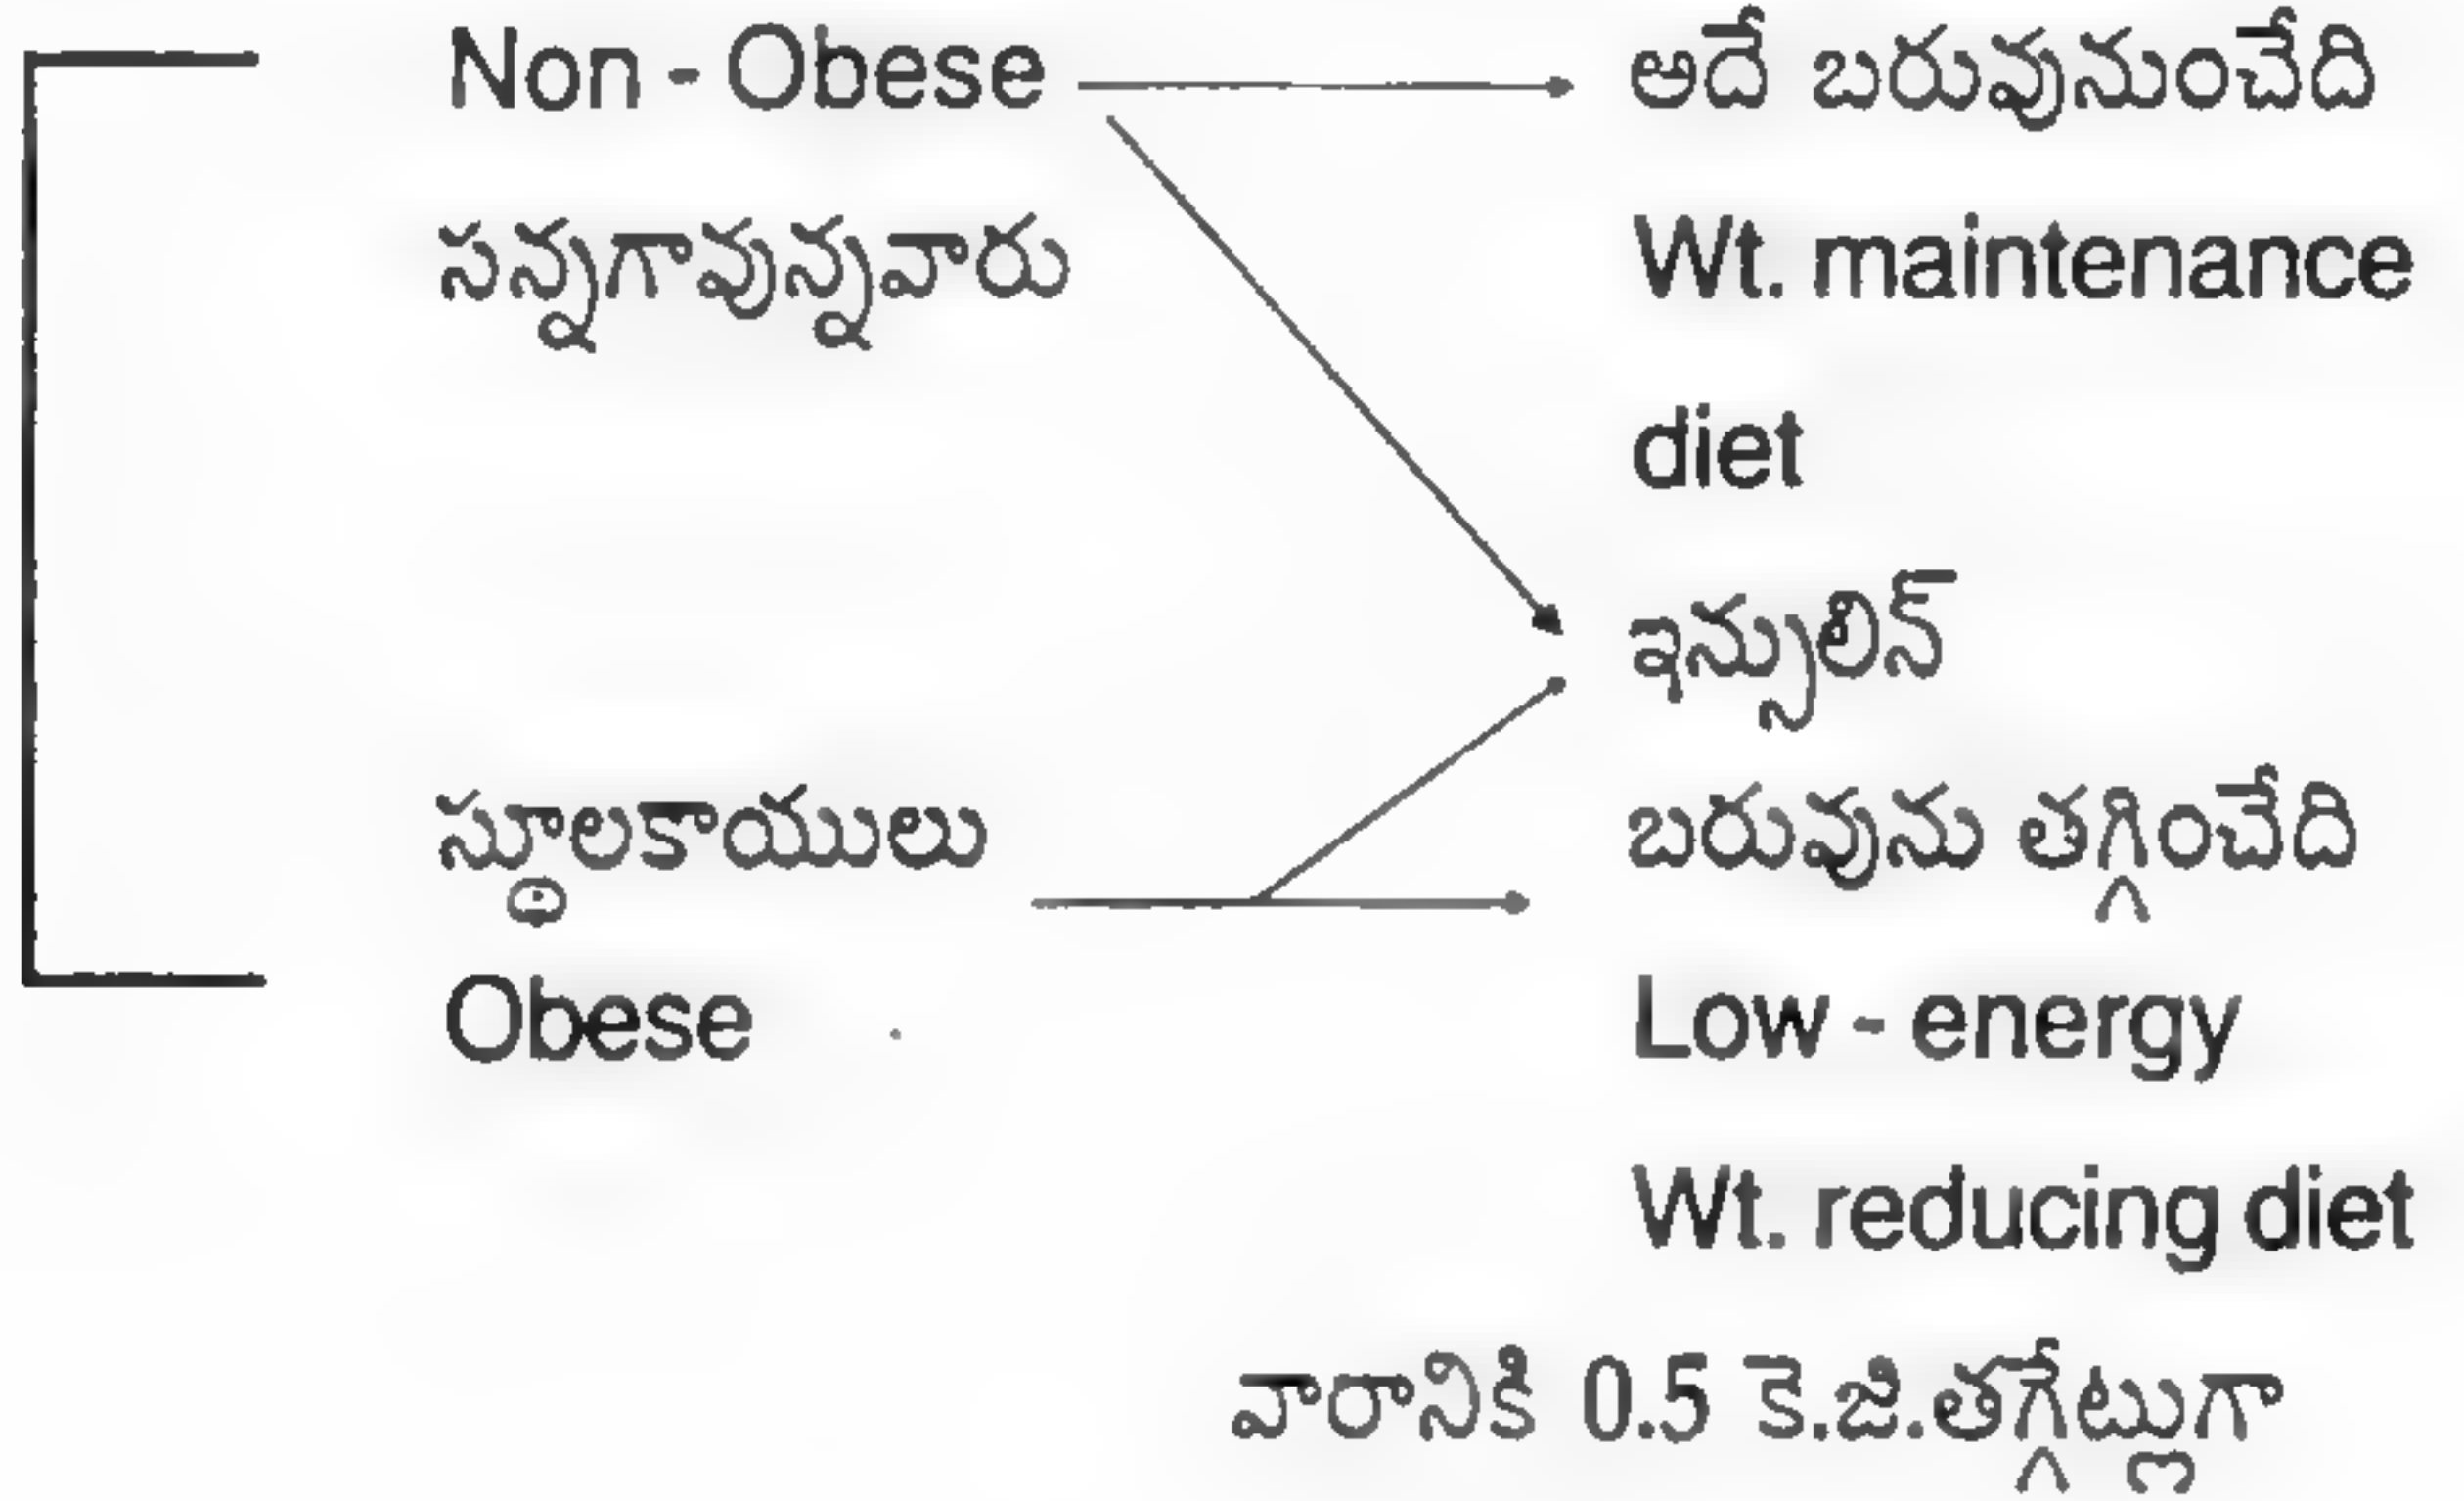 Non - Obese
అదే బరువునుంచేది
సన్నగావున్నవారు
Wt. maintenance
diet
ఇన్సులిన్
స్థూలకాయులు
బరువును తగ్గించేది
Obese
Low - energy
Wt. reducing diet
వారానికి 0.5 కె.జి.తగ్గేట్లుగా